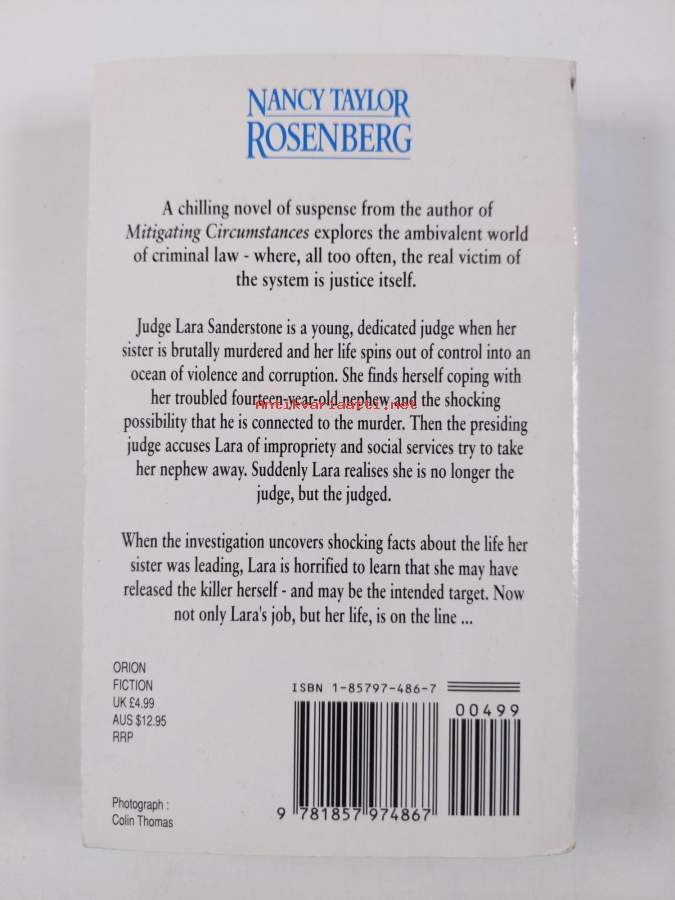 NANCY TAYLOR
ROSENBERG
A chilling novel of suspense from the author of
Mitigating Circumstances explores the ambivalent world
of criminal law - where, all too often, the real victim of
the system is justice itself.
Judge Lara Sanderstone is a young, dedicated judge when her
sister is brutally murdered and her life spins out of control into an
ocean of violence and corruption. She finds herself coping with
her troubled fourteen-year-old nephew and the shocking
Antikvariaatti.net
possibility that he is connected to the murder. Then the presiding
judge accuses Lara of impropriety and social services try to take
her nephew away. Suddenly Lara realises she is no longer the
judge, but the judged.
When the investigation uncovers shocking facts about the life her
sister was leading, Lara is horrified to learn that she may have
released the killer herself - and may be the intended target. Now
not only Lara's job, but her life, is on the line ...
ORION
FICTION
UK £4.99
AUS $12.95
RRP
Photograph :
Colin Thomas
ISBN 1-85797-486-7
00499
9 781857 974867